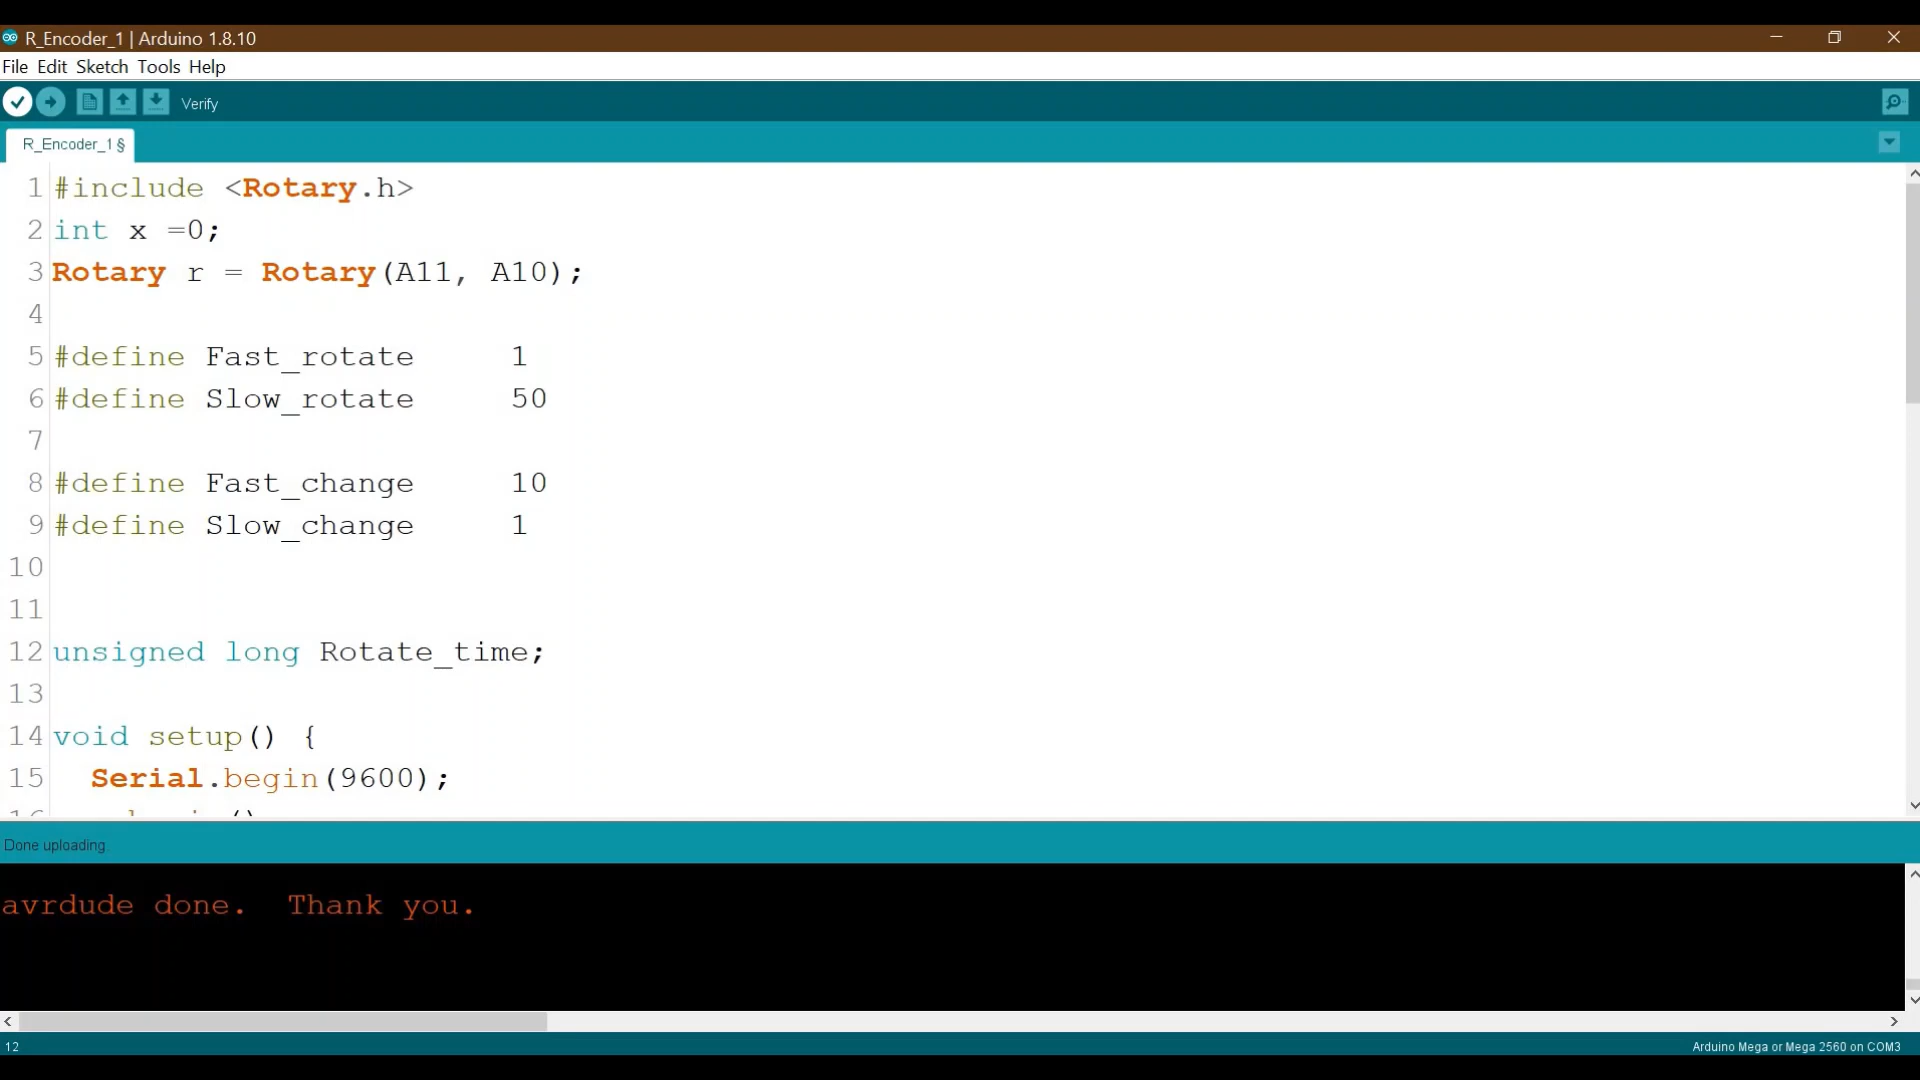 R_Encoder_1 | Arduino 1.8.10
File Edit Sketch Tools Help
Verify
R_Encoder_1 §
1 #include <Rotary.h>
2 int x =0;
3 Rotary r = Rotary(A11, A10);
4
5 #define Fast_rotate 1
6 #define Slow_rotate 50
7
8 #define Fast_change 10
9 #define Slow_change 1
10
11
12 unsigned long Rotate_time;
13
14 void setup() {
15 Serial.begin(9600);
Done uploading
avrdude done. Thank you.
12
Arduino Mega or Mega 2560 on COM3